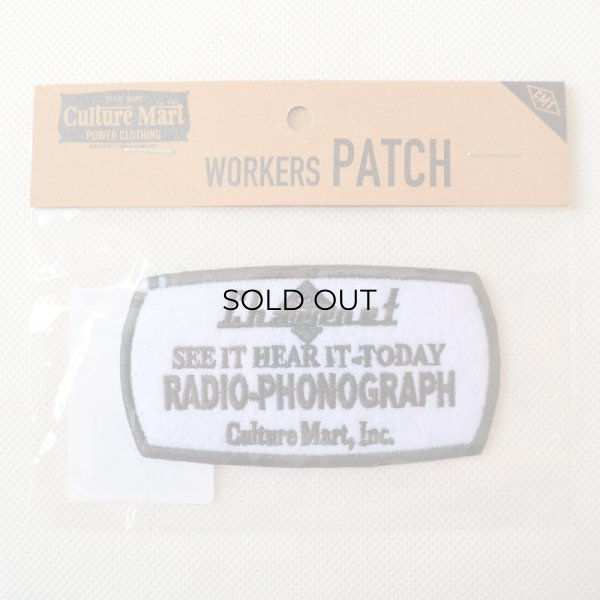 TRADE MARK
Culture Mart
POWER CLOTHING
CMT
WORKERS PATCH
SOLD OUT
SEE IT HEAR IT-TODAY
RADIO-PHONOGRAPH
Culture Mart, Inc.